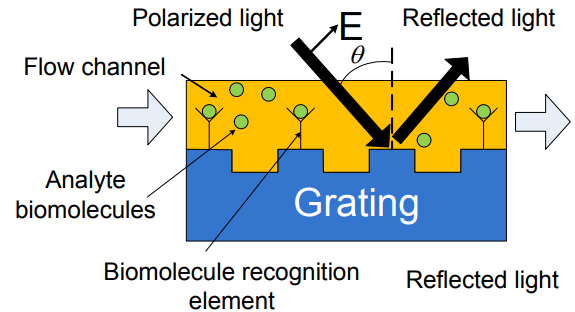 Polarized light
E
Reflected light
θ
Flow channel
Analyte
biomolecules
Grating
Biomolecule recognition
element
Reflected light